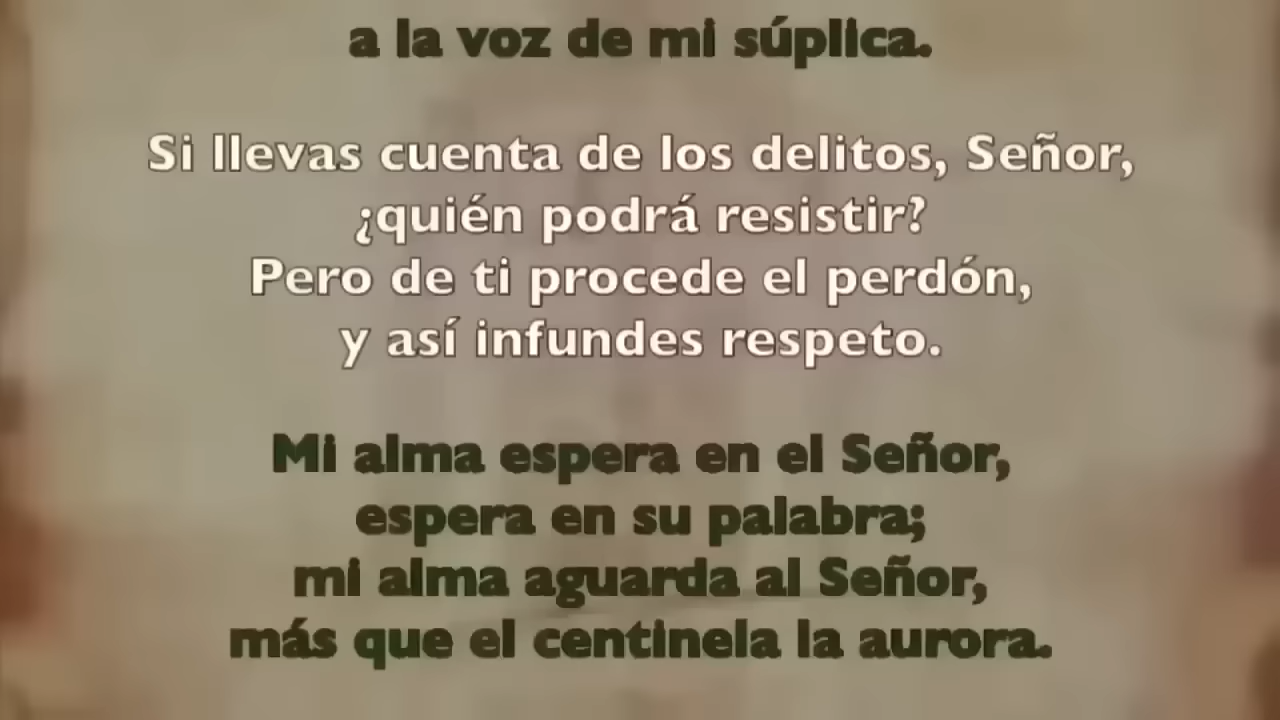 a la voz de mi súplica.
Si llevas cuenta de los delitos, Señor,
¿quién podrá resistir?
Pero de ti procede el perdón,
y así infundes respeto.
Mi alma espera en el Señor,
espera en su palabra;
mi alma aguarda al Señor,
más que el centinela la aurora.